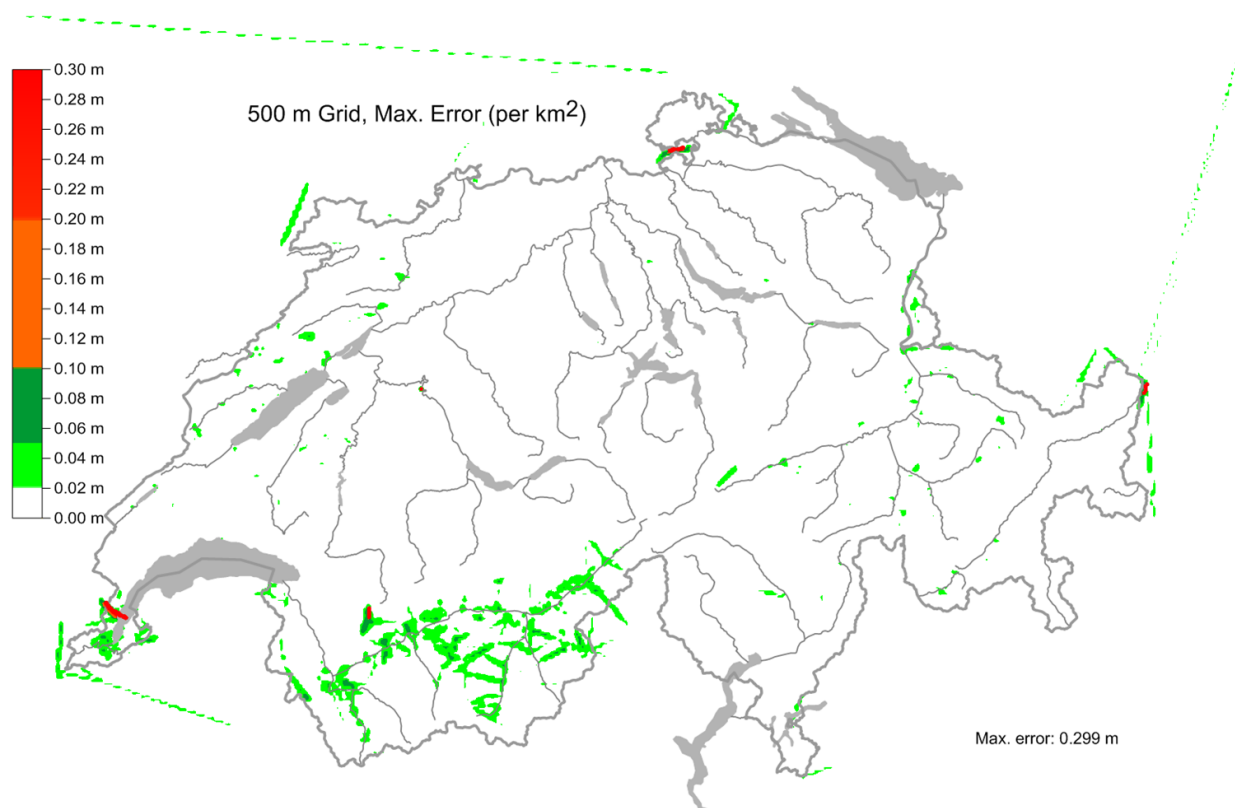 0.30 m
0.28 m
0.26 m
0.24 m
0.22 m
0.20 m
0.18 m
0.16 m
0.14 m
0.12 m
0.10 m
0.08 m
0.06 m
0.04 m
0.02 m
0.00 m
500 m Grid, Max. Error (per km²)
Max. error: 0.299 m